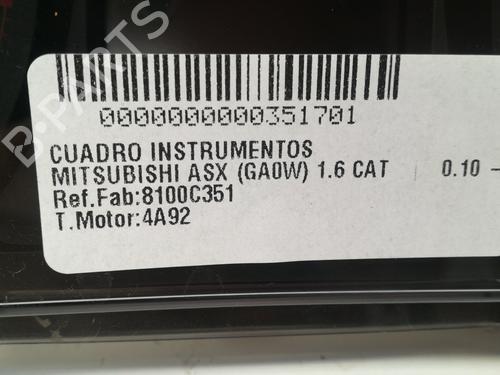 B-PARTS
0000000000351701
CUADRO INSTRUMENTOS
MITSUBISHI ASX (GA0W) 1.6 CAT 0.10 -
Ref.Fab:8100C351
T.Motor:4A92